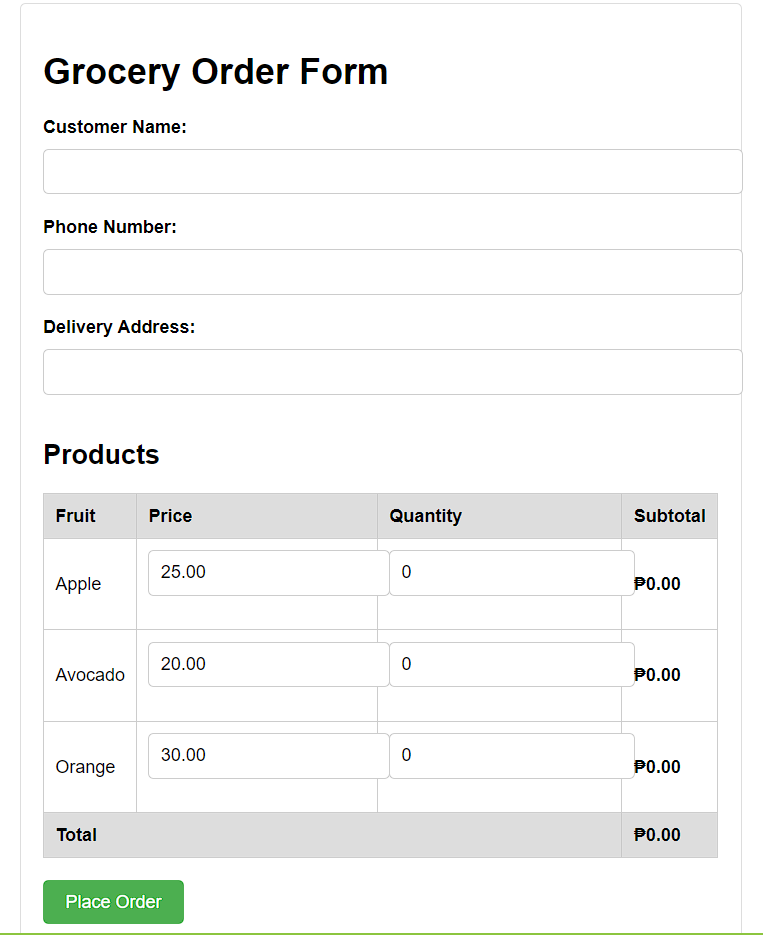 Grocery Order Form
Customer Name:
Phone Number:
Delivery Address:
Products
Fruit Price Quantity Subtotal
Apple 25.00 0 ₱0.00
Avocado 20.00 0 ₱0.00
Orange 30.00 0 ₱0.00
Total ₱0.00
Place Order